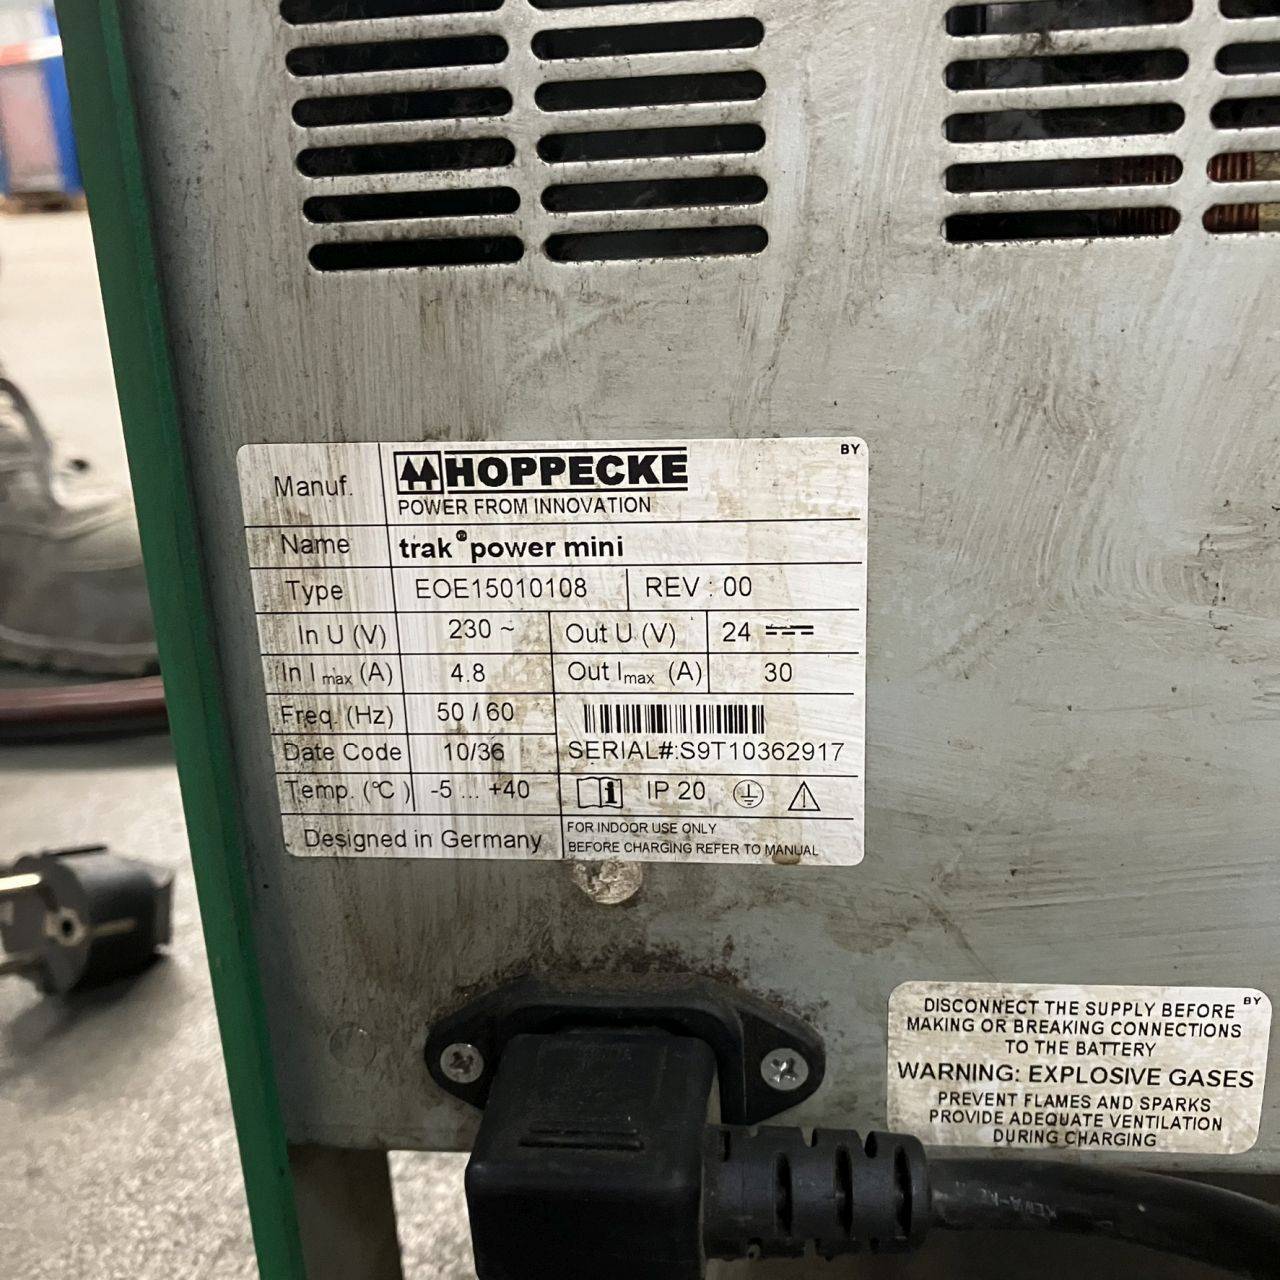 BY
Manuf. HOPPECKE
POWER FROM INNOVATION
Name trak® power mini
Type EOE15010108 REV : 00
In U (V) 230 ~ Out U (V) 24 ⎓
In I max (A) 4.8 Out Imax (A) 30
Freq. (Hz) 50 / 60
Date Code 10/36 SERIAL#:S9T10362917
Temp. (°C) -5 ... +40 i IP 20
Designed in Germany
FOR INDOOR USE ONLY
BEFORE CHARGING REFER TO MANUAL
DISCONNECT THE SUPPLY BEFORE BY
MAKING OR BREAKING CONNECTIONS
TO THE BATTERY
WARNING: EXPLOSIVE GASES
PREVENT FLAMES AND SPARKS
PROVIDE ADEQUATE VENTILATION
DURING CHARGING